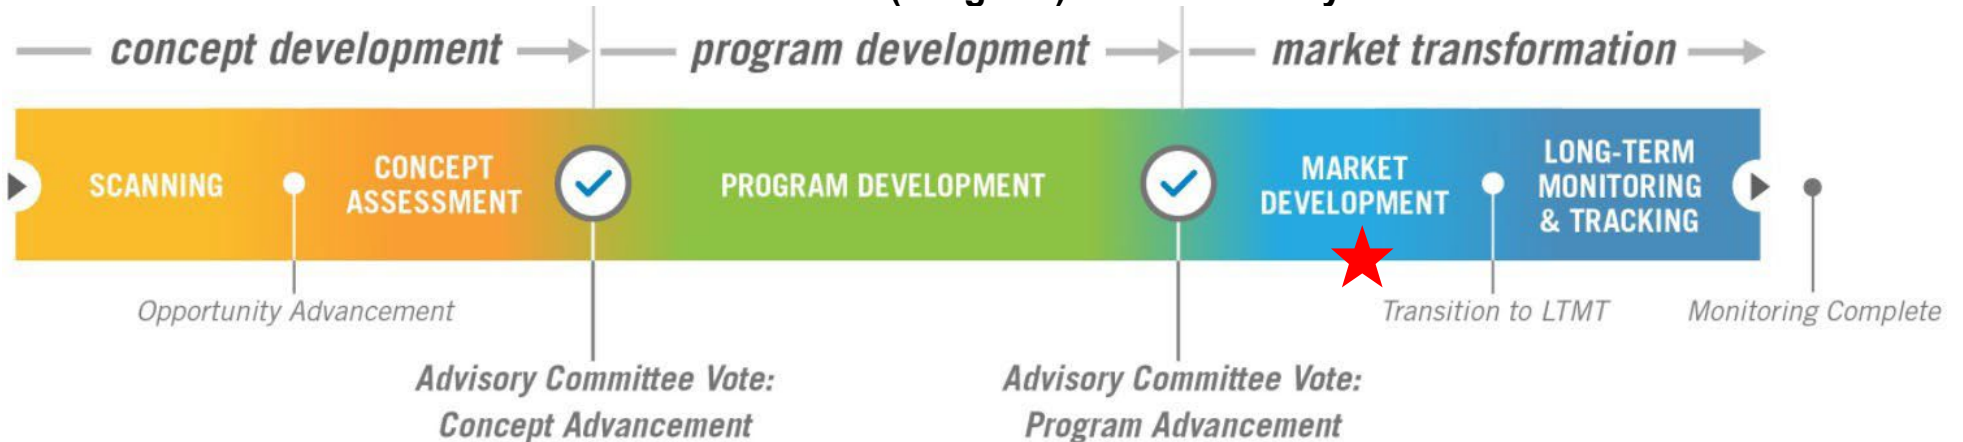 concept development
program development
market transformation
SCANNING
CONCEPT
ASSESSMENT
PROGRAM DEVELOPMENT
MARKET
DEVELOPMENT
LONG-TERM
MONITORING
& TRACKING
Opportunity Advancement
Transition to LTMT
Monitoring Complete
Advisory Committee Vote:
Concept Advancement
Advisory Committee Vote:
Program Advancement